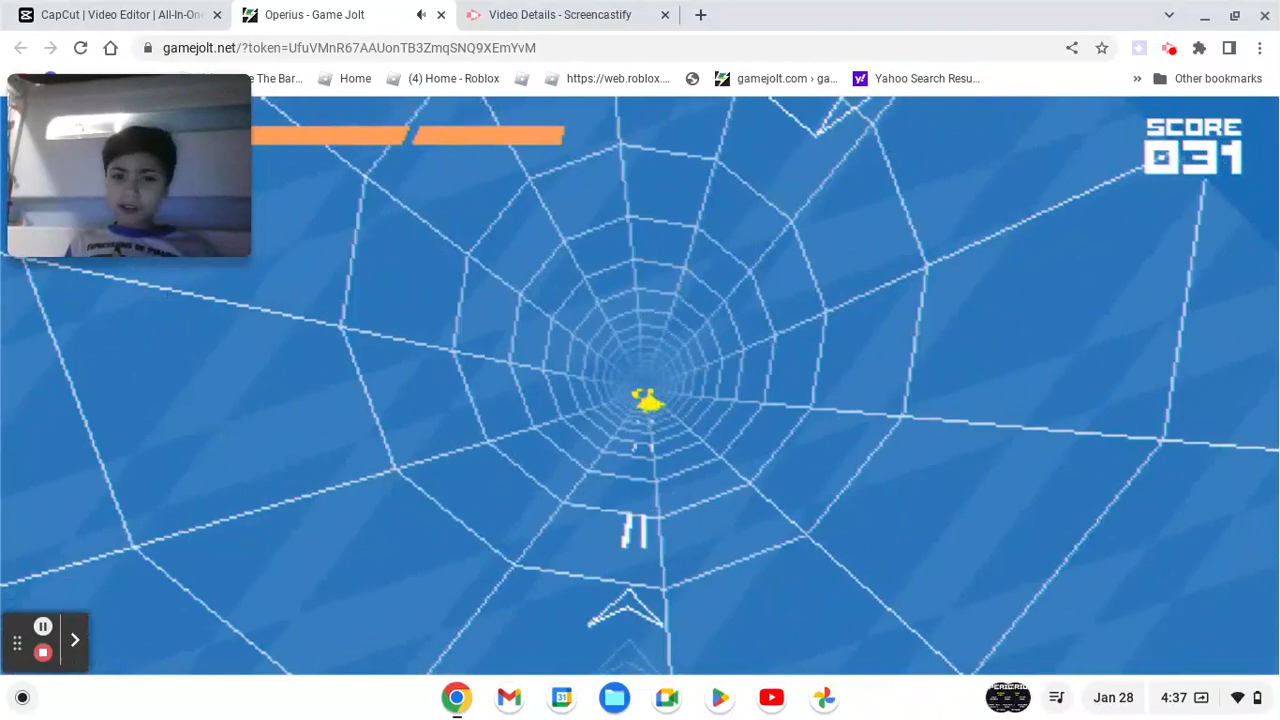 CapCut | Video Editor | All-In-On
Operius - Game Jolt
Video Details - Screencastify
gamejolt.net/?token=UfuVMnR67AAUonTB3ZmqSNQ9XEmYvM
e The Bar...
Home
(4) Home - Roblox
https://web.roblox....
gamejolt.com › ga...
Yahoo Search Resu...
Other bookmarks
SCORE
031
31
Jan 28
4:37